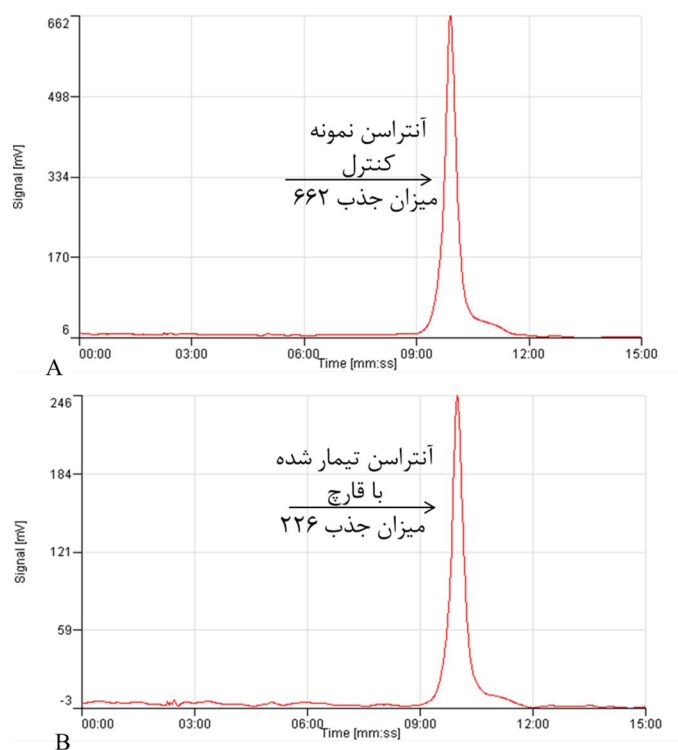 662
498
334
170
6
Signal [mV]
آنتراسن نمونه
کنترل
میزان جذب ۶۶۲
00:00
03:00
06:00
09:00
12:00
15:00
Time [mm:ss]
A
246
184
121
59
-3
Signal [mV]
آنتراسن تیمار شده
با قارچ
میزان جذب ۲۲۶
00:00
03:00
06:00
09:00
12:00
15:00
Time [mm:ss]
B